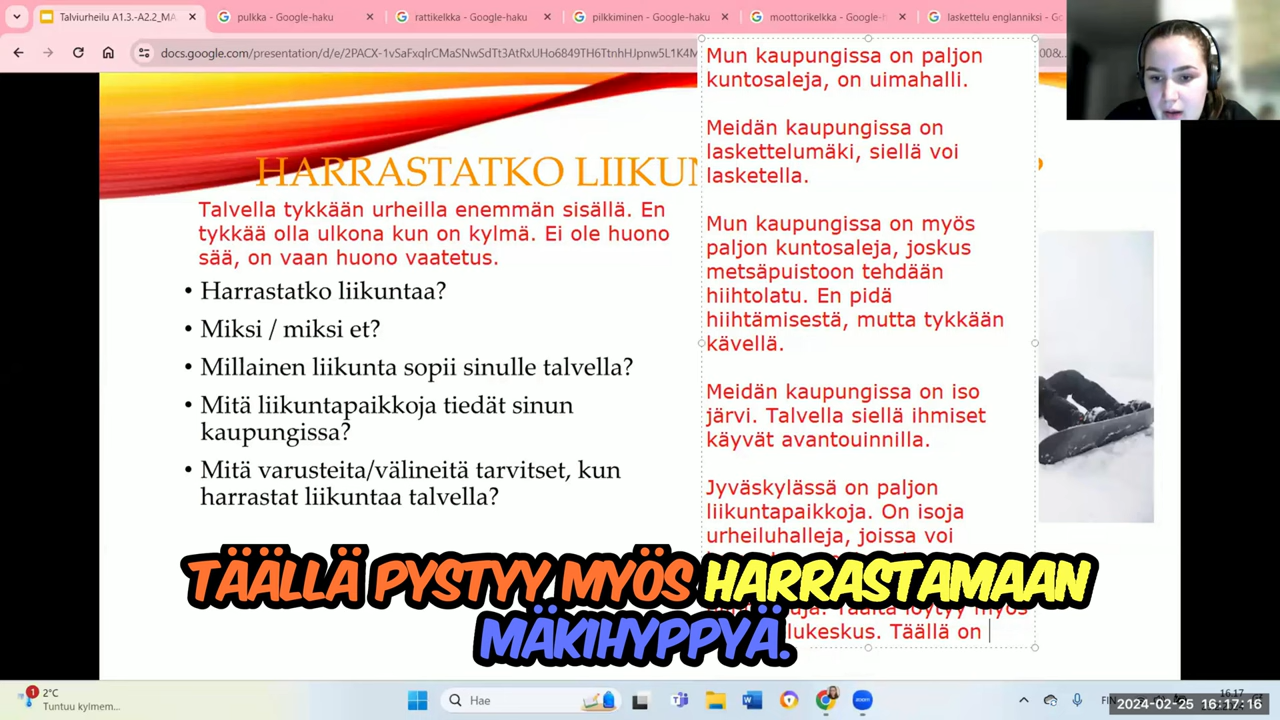 Talviurheilu A1.3.-A2.2_MA
pulkka - Google-haku
rattikelkka - Google-haku
pilkkiminen - Google-haku
moottorikelkka - Google-h
laskettelu englanniksi - Go
docs.google.com/presentation/d/e/2PACX-1vSaFxqlrCMaSNwSdTt3AtRxUHo6849TH6TtnhHJpnw5L1K4M
HARRASTATKO LIIKUN
Talvella tykkään urheilla enemmän sisällä. En
tykkää olla ulkona kun on kylmä. Ei ole huono
sää, on vaan huono vaatetus.
• Harrastatko liikuntaa?
• Miksi / miksi et?
• Millainen liikunta sopii sinulle talvella?
• Mitä liikuntapaikkoja tiedät sinun
kaupungissa?
• Mitä varusteita/välineitä tarvitset, kun
harrastat liikuntaa talvella?
Mun kaupungissa on paljon
kuntosaleja, on uimahalli.
Meidän kaupungissa on
laskettelumäki, siellä voi
lasketella.
Mun kaupungissa on myös
paljon kuntosaleja, joskus
metsäpuistoon tehdään
hiihtolatu. En pidä
hiihtämisestä, mutta tykkään
kävellä.
Meidän kaupungissa on iso
järvi. Talvella siellä ihmiset
käyvät avantouinnilla.
Jyväskylässä on paljon
liikuntapaikkoja. On isoja
urheiluhalleja, joissa voi
Täältä löytyy myös
lukeskus. Täällä on
TÄÄLLÄ PYSTYY MYÖS HARRASTAMAAN
MÄKIHYPPYÄ.
1
2°C
Tuntuu kylmem...
Hae
FIN
16.17
2024-02-25 16:17:16